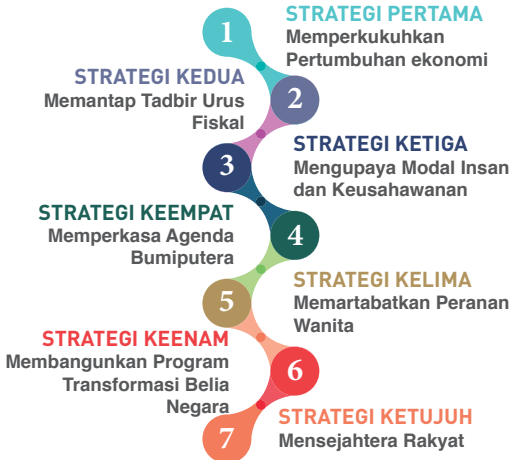 1
STRATEGI PERTAMA
Memperkukuhkan
Pertumbuhan ekonomi
STRATEGI KEDUA
Memantap Tadbir Urus
Fiskal
2
3
STRATEGI KETIGA
Mengupaya Modal Insan
dan Keusahawanan
STRATEGI KEEMPAT
Memperkasa Agenda
Bumiputera
4
5
STRATEGI KELIMA
Memartabatkan Peranan
Wanita
STRATEGI KEENAM
Membangunkan Program
Transformasi Belia
Negara
6
7
STRATEGI KETUJUH
Mensejahtera Rakyat